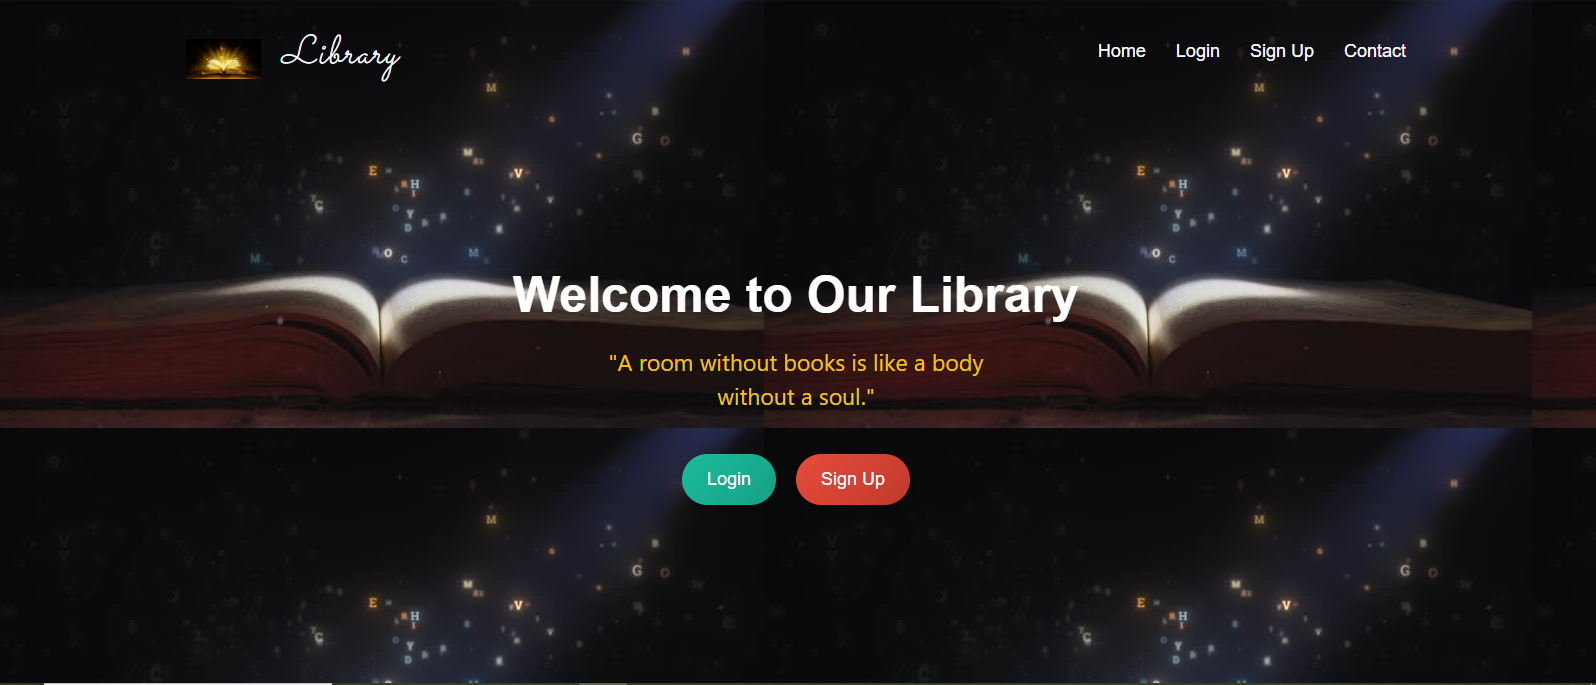 Library
Home Login Sign Up Contact
Welcome to Our Library
"A room without books is like a body
without a soul."
Login Sign Up